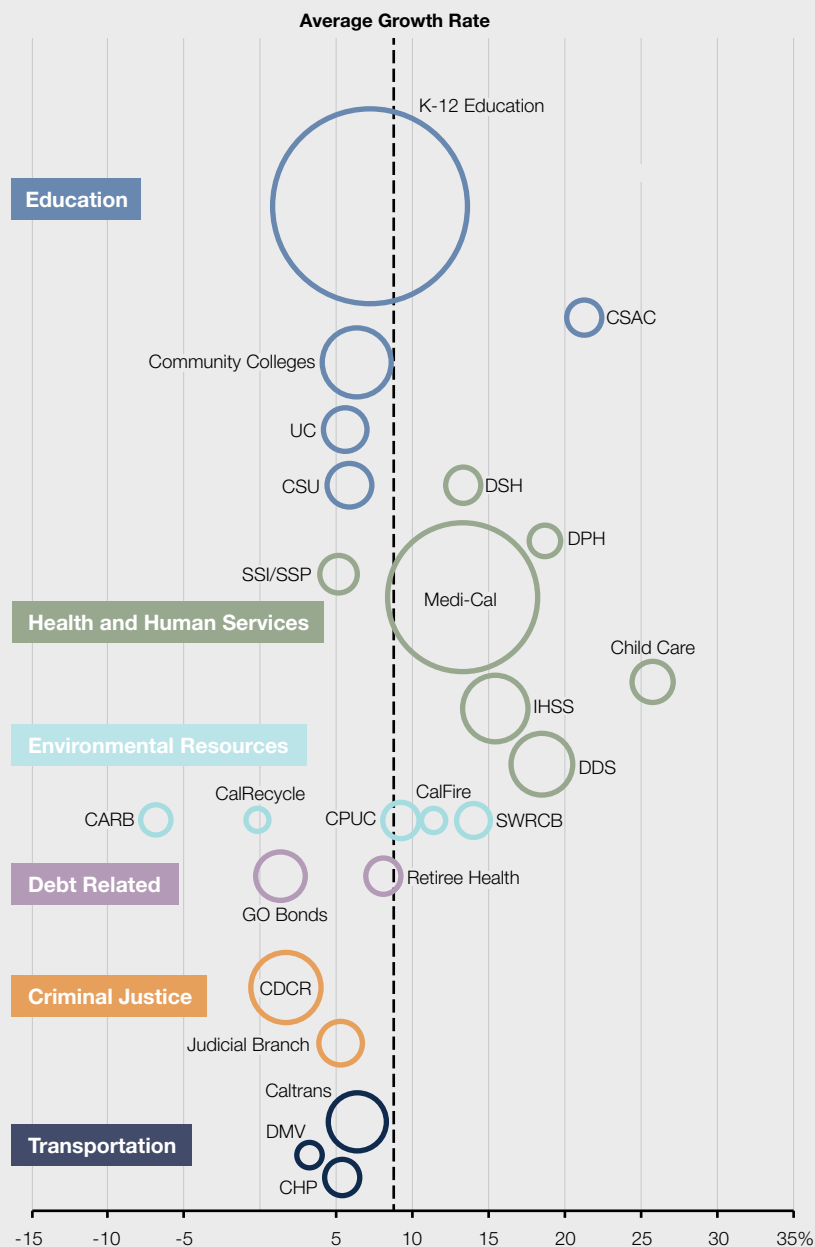 Average Growth Rate
K-12 Education
Education
CSAC
Community Colleges
UC
CSU
DSH
DPH
SSI/SSP
Medi-Cal
Health and Human Services
Child Care
IHSS
Environmental Resources
DDS
CalRecycle
CalFire
CARB
CPUC
SWRCB
Debt Related
Retiree Health
GO Bonds
Criminal Justice
CDCR
Judicial Branch
Caltrans
DMV
Transportation
CHP
-15 -10 -5 5 10 15 20 25 30 35%